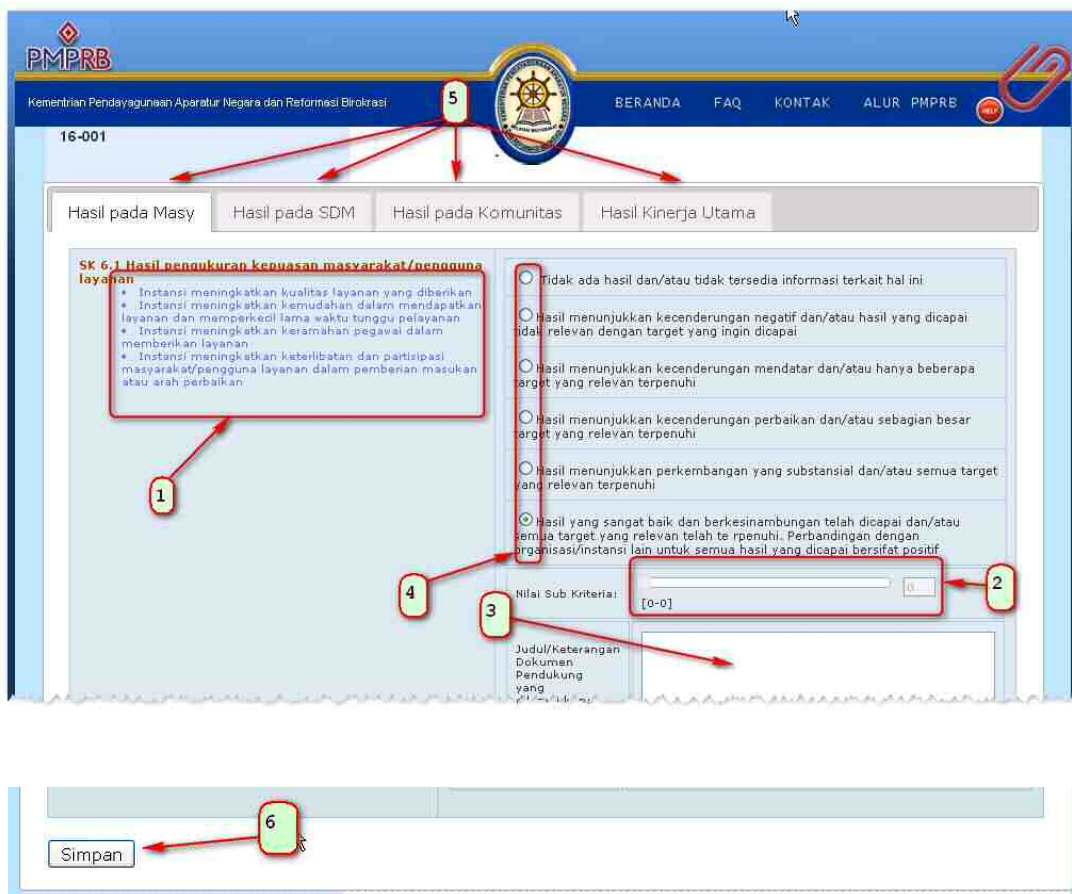 PMPRB
Kementrian Pendayagunaan Aparatur Negara dan Reformasi Birokrasi
5
BERANDA FAQ KONTAK ALUR PMPRB HELP
16-001
Hasil pada Masy Hasil pada SDM Hasil pada Komunitas Hasil Kinerja Utama
SK 6.1 Hasil pengukuran kepuasan masyarakat/pengguna
layanan
• Instansi meningkatkan kualitas layanan yang diberikan
• Instansi meningkatkan kemudahan dalam mendapatkan
layanan dan memperkecil lama waktu tunggu pelayanan
• Instansi meningkatkan keramahan pegawai dalam
memberikan layanan
• Instansi meningkatkan keterlibatan dan partisipasi
masyarakat/pengguna layanan dalam pemberian masukan
atau arah perbaikan
1
Tidak ada hasil dan/atau tidak tersedia informasi terkait hal ini
Hasil menunjukkan kecenderungan negatif dan/atau hasil yang dicapai
tidak relevan dengan target yang ingin dicapai
Hasil menunjukkan kecenderungan mendatar dan/atau hanya beberapa
target yang relevan terpenuhi
Hasil menunjukkan kecenderungan perbaikan dan/atau sebagian besar
target yang relevan terpenuhi
Hasil menunjukkan perkembangan yang substansial dan/atau semua target
yang relevan terpenuhi
Hasil yang sangat baik dan berkesinambungan telah dicapai dan/atau
semua target yang relevan telah te rpenuhi. Perbandingan dengan
organisasi/instansi lain untuk semua hasil yang dicapai bersifat positif
4
Nilai Sub Kriteria:
0
[0-0]
2
3
Judul/Keterangan
Dokumen
Pendukung
yang
6
Simpan